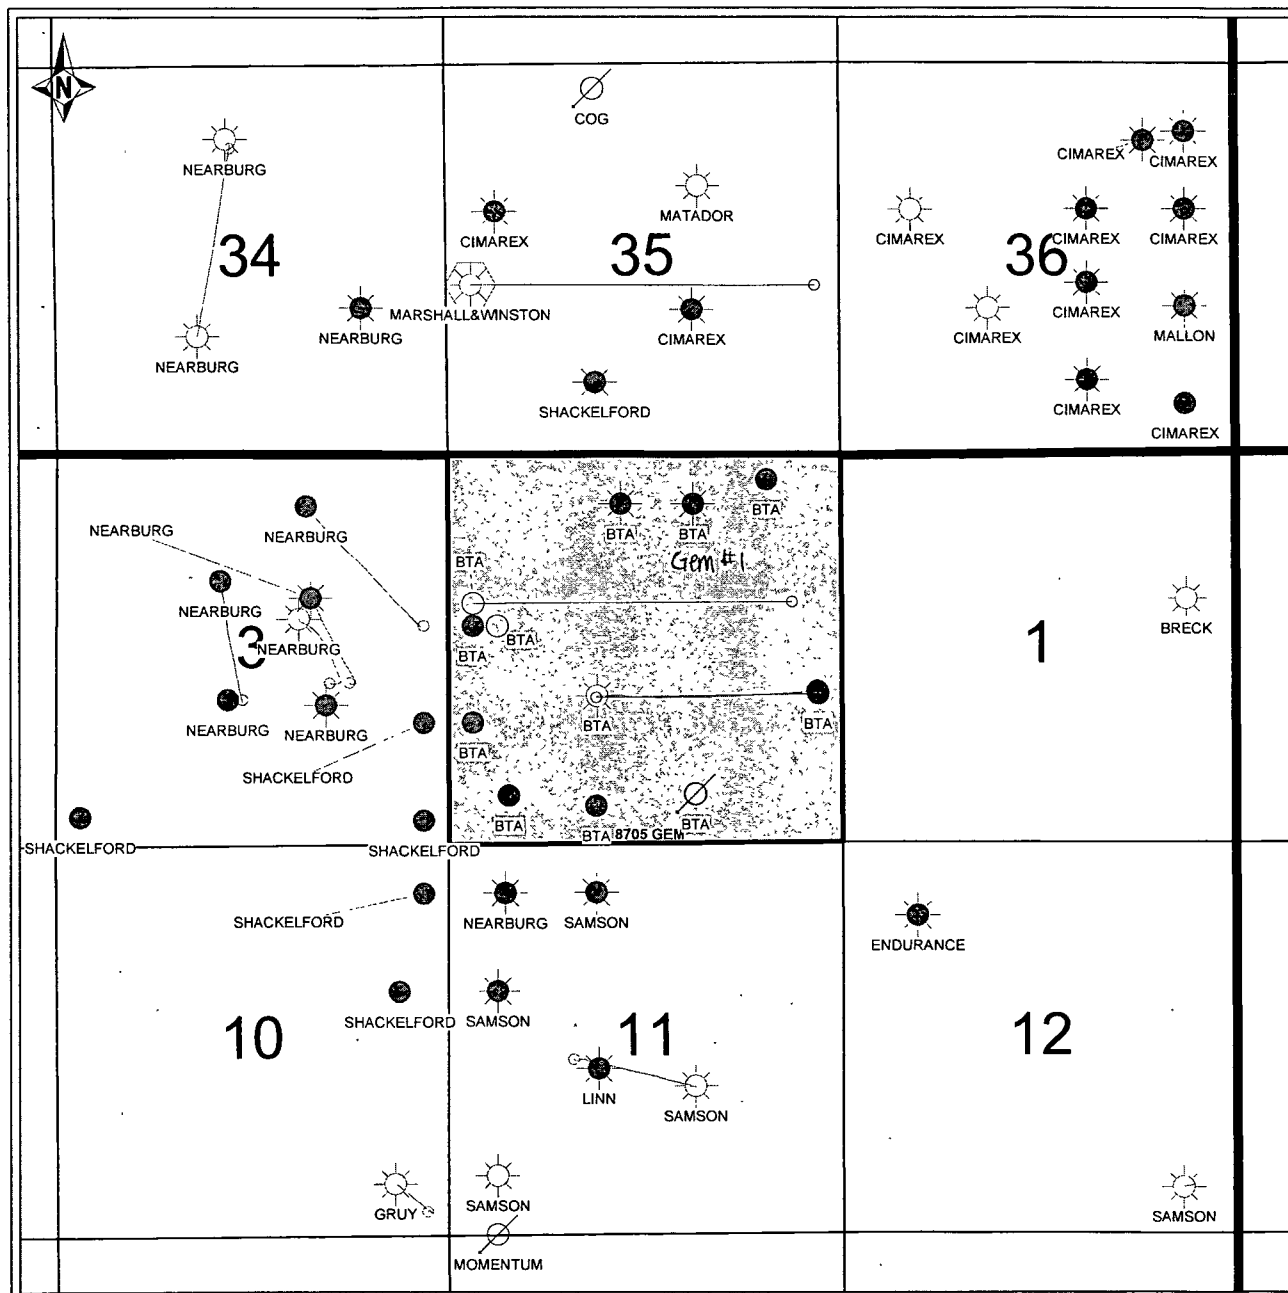 N
COG
NEARBURG
CIMAREX
CIMAREX
MATADOR
CIMAREX
CIMAREX
CIMAREX
CIMAREX
34
35
36
MARSHALL&WINSTON
NEARBURG
CIMAREX
CIMAREX
CIMAREX
MALLON
NEARBURG
SHACKELFORD
CIMAREX
CIMAREX
NEARBURG
NEARBURG
BTA
BTA
BTA
Gem #1
BTA
NEARBURG
3
NEARBURG
BTA
BTA
1
BRECK
NEARBURG
NEARBURG
BTA
BTA
BTA
SHACKELFORD
BTA
BTA
BTA
8705 GEM
SHACKELFORD
SHACKELFORD
SHACKELFORD
NEARBURG
SAMSON
ENDURANCE
SHACKELFORD
SAMSON
10
11
12
LINN
SAMSON
GRUY
SAMSON
SAMSON
MOMENTUM